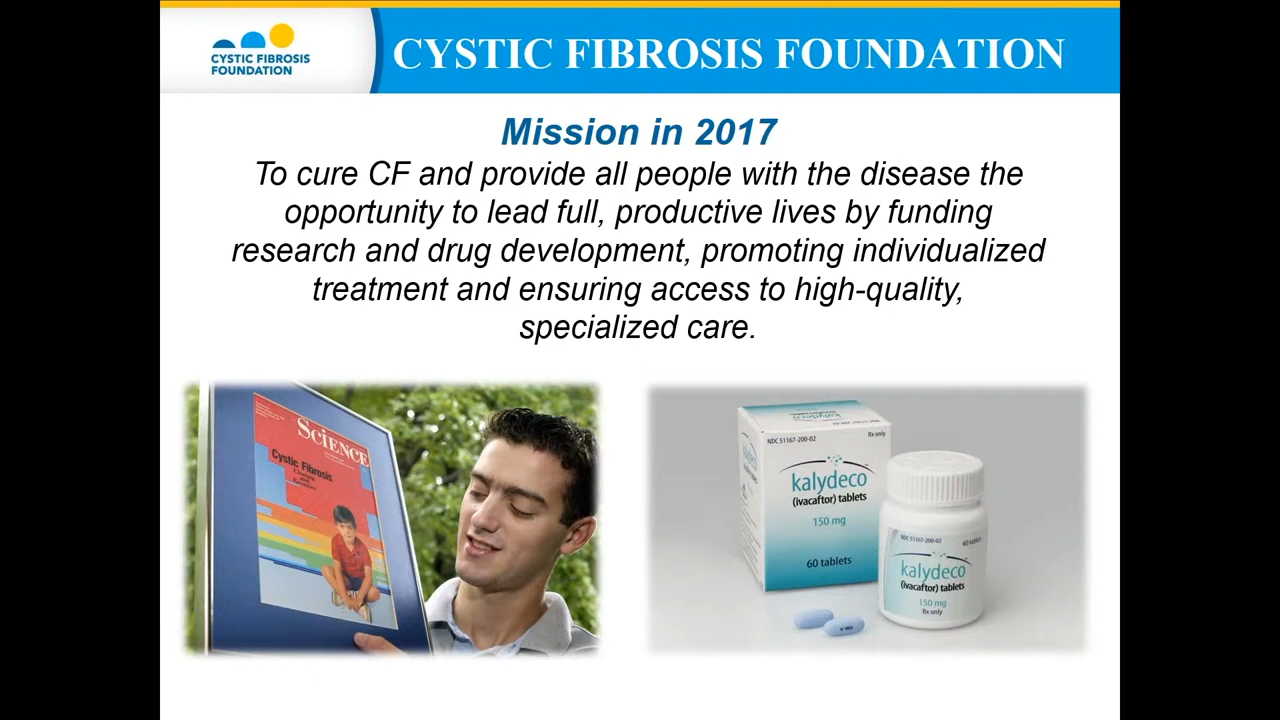 CYSTIC FIBROSIS
FOUNDATION
CYSTIC FIBROSIS FOUNDATION
Mission in 2017
To cure CF and provide all people with the disease the
opportunity to lead full, productive lives by funding
research and drug development, promoting individualized
treatment and ensuring access to high-quality,
specialized care.
SCIENCE
Cystic Fibrosis
kalydeco
NDC 51167-200-02
Rx only
kalydeco
(ivacaftor) tablets
150 mg
60 tablets
NDC 51167-200-02
kalydeco
(ivacaftor) tablets
150 mg
Rx only